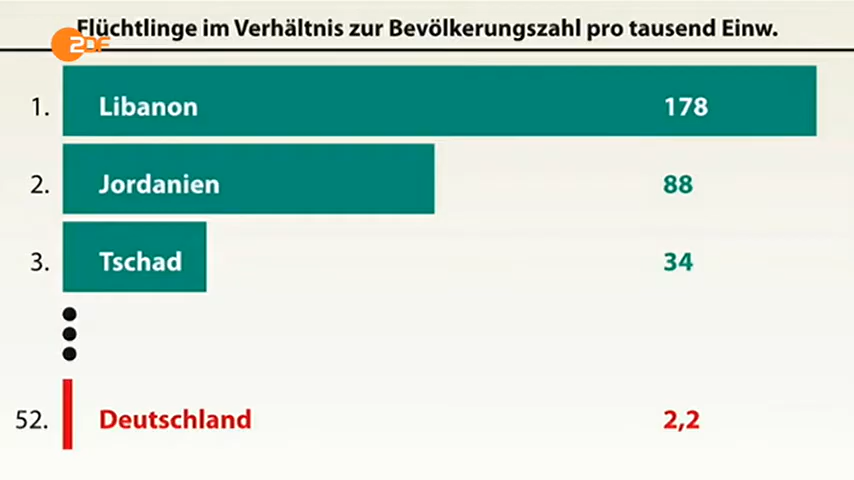 Flüchtlinge im Verhältnis zur Bevölkerungszahl pro tausend Einw.
ZDF
1. Libanon 178
2. Jordanien 88
3. Tschad 34
52. Deutschland 2,2